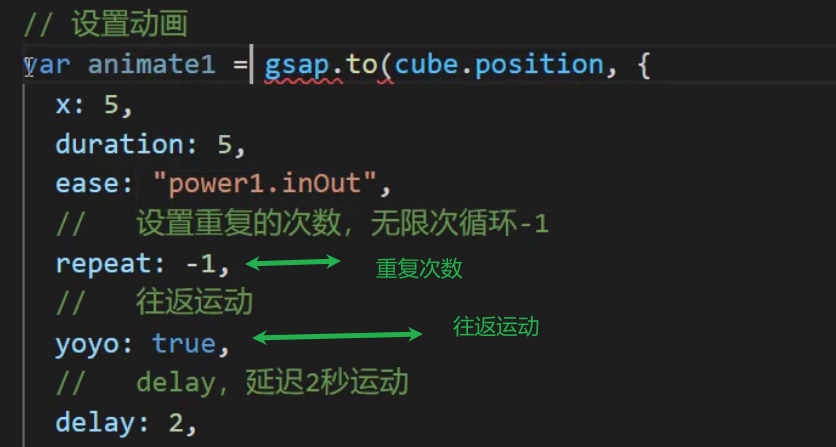 // 设置动画
var animate1 = gsap.to(cube.position, {
x: 5,
duration: 5,
ease: "power1.inOut",
// 设置重复的次数，无限次循环-1
repeat: -1, 重复次数
// 往返运动
yoyo: true, 往返运动
// delay，延迟2秒运动
delay: 2,